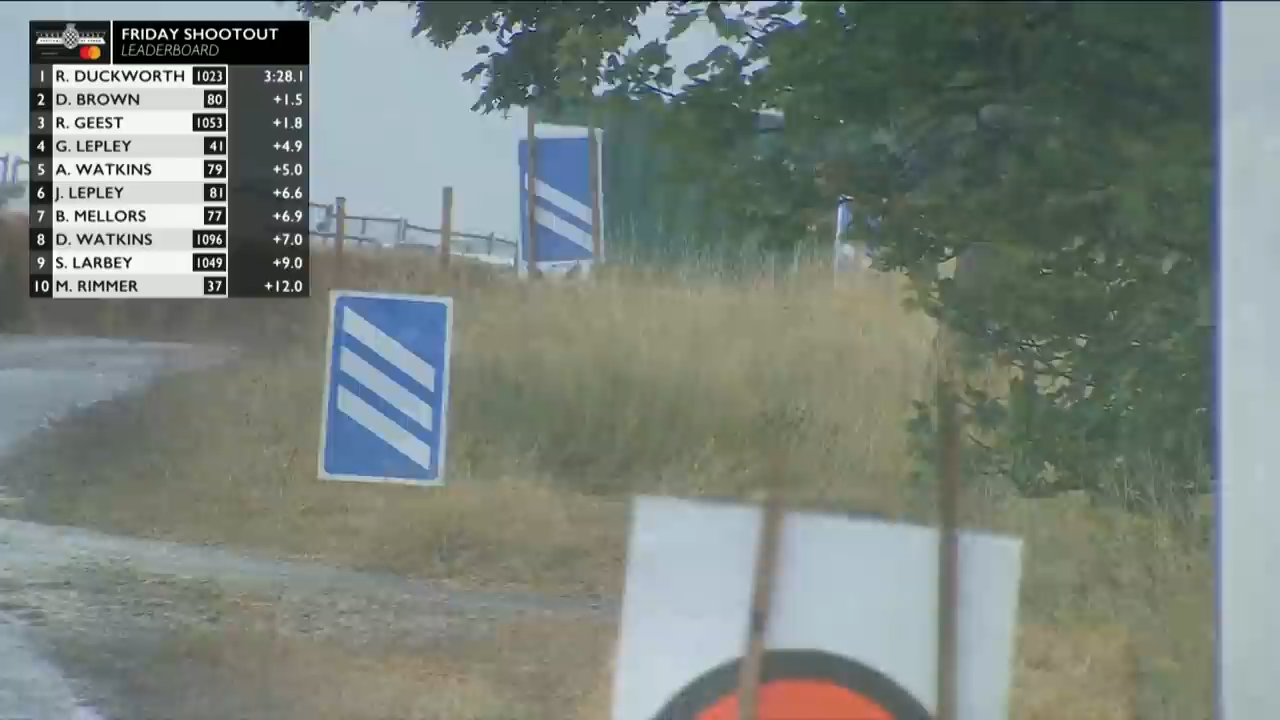 FRIDAY SHOOTOUT
LEADERBOARD
1 R. DUCKWORTH 1023 3:28.1
2 D. BROWN 80 +1.5
3 R. GEEST 1053 +1.8
4 G. LEPLEY 41 +4.9
5 A. WATKINS 79 +5.0
6 J. LEPLEY 81 +6.6
7 B. MELLORS 77 +6.9
8 D. WATKINS 1096 +7.0
9 S. LARBEY 1049 +9.0
10 M. RIMMER 37 +12.0